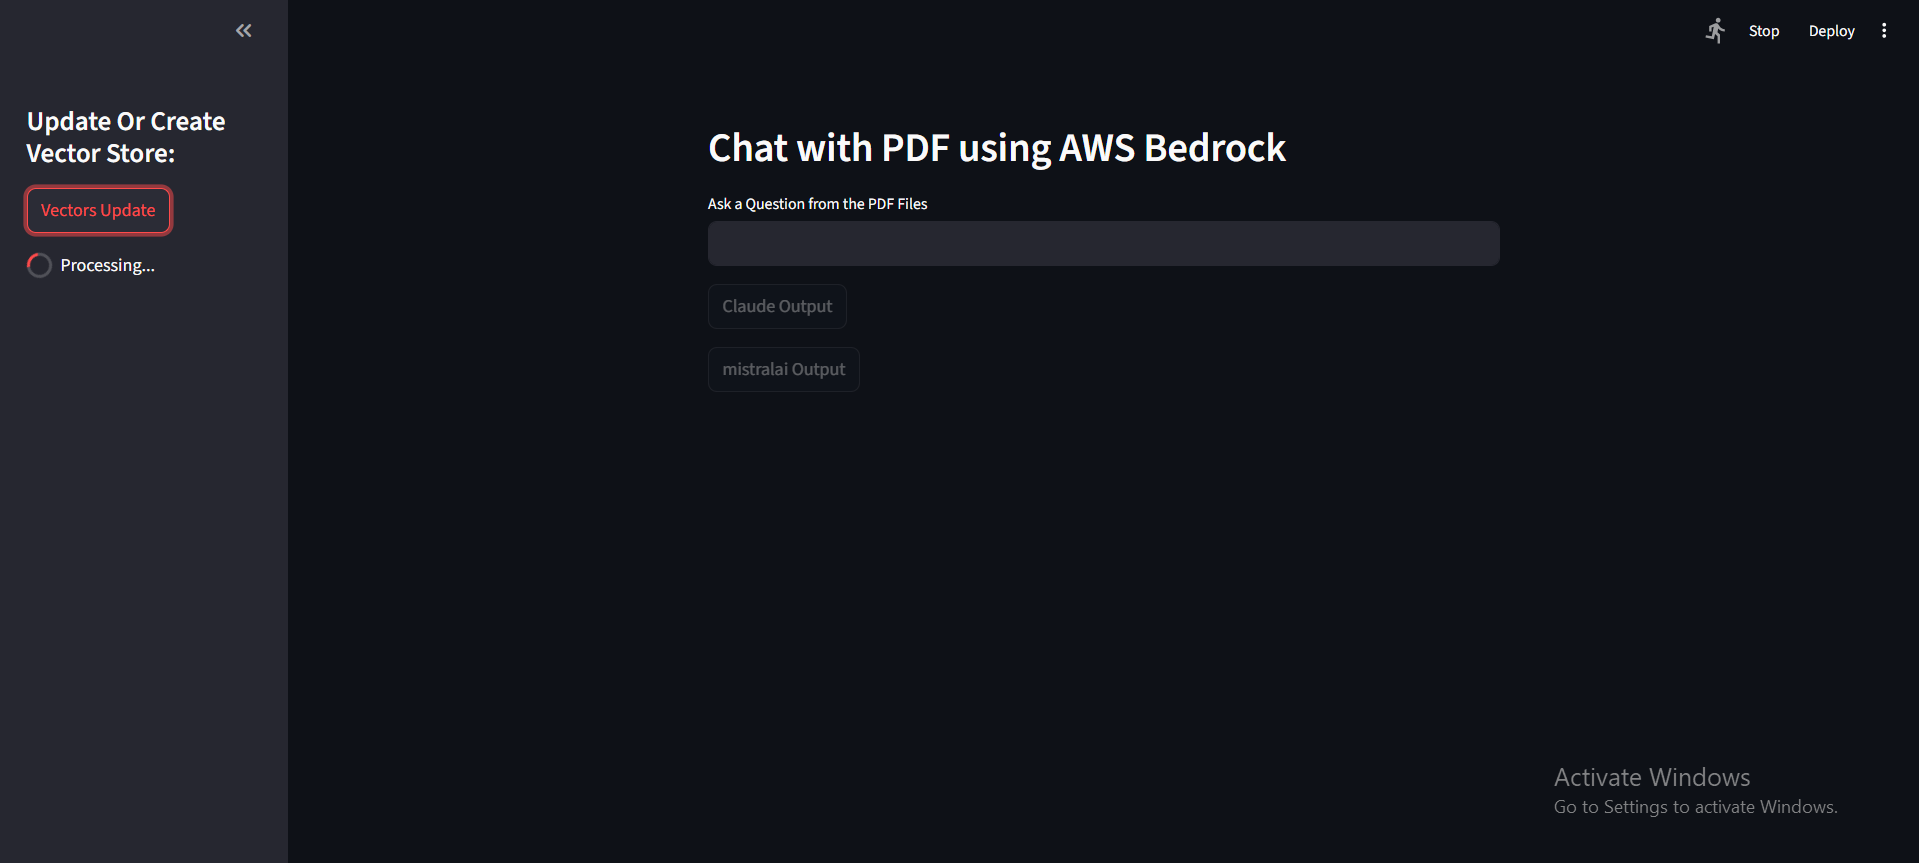 Stop
Deploy
Update Or Create
Vector Store:
Vectors Update
Processing...
Chat with PDF using AWS Bedrock
Ask a Question from the PDF Files
Claude Output
mistralai Output
Activate Windows
Go to Settings to activate Windows.